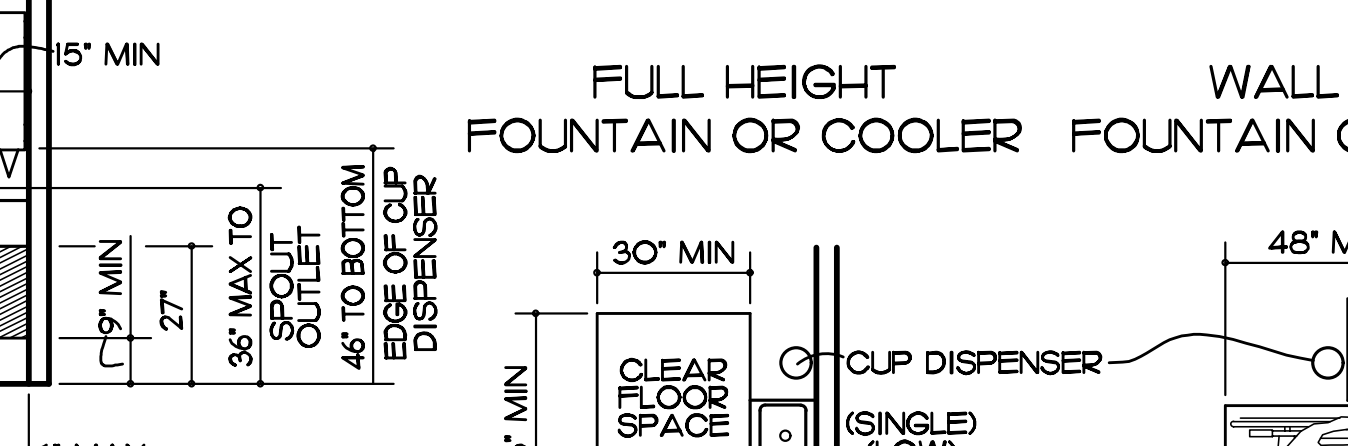 15" MIN
FULL HEIGHT
FOUNTAIN OR COOLER
WALL
FOUNTAIN
9" MIN
27"
36" MAX TO
SPOUT
OUTLET
46" TO BOTTOM
EDGE OF CUP
DISPENSER
30" MIN
48"
MIN
CLEAR
FLOOR
SPACE
CUP DISPENSER
(SINGLE)